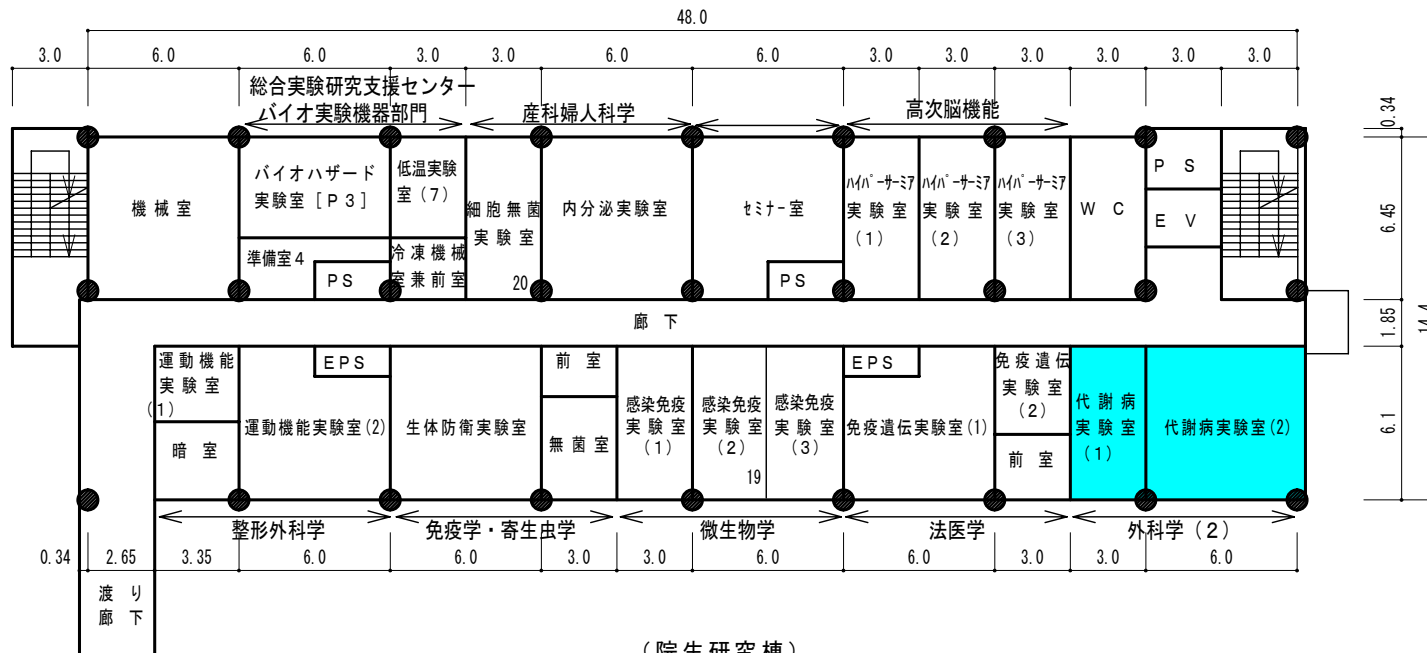 48.0
3.0 6.0 6.0 3.0 3.0 6.0 6.0 3.0 3.0 3.0 3.0 3.0 3.0
総合実験研究支援センター
バイオ実験機器部門
産科婦人科学
高次脳機能
0.34
機械室
バイオハザード
実験室［P3］
低温実験
室(7)
準備室4
PS
冷凍機械
室兼前室
細胞無菌
実験室
20
内分泌実験室
セミナー室
PS
ハイパーサーミア
実験室
(1)
ハイパーサーミア
実験室
(2)
ハイパーサーミア
実験室
(3)
WC
PS
EV
6.45
廊下
1.85
14.4
運動機能
実験室
(1)
暗室
EPS
運動機能実験室(2)
生体防衛実験室
前室
無菌室
感染免疫
実験室
(1)
感染免疫
実験室
(2)
19
感染免疫
実験室
(3)
EPS
免疫遺伝実験室(1)
免疫遺伝
実験室
(2)
前室
代謝病
実験室
(1)
代謝病実験室(2)
6.1
整形外科学
免疫学・寄生虫学
微生物学
法医学
外科学(2)
0.34 2.65 3.35 6.0 6.0 3.0 3.0 6.0 6.0 3.0 3.0 6.0
渡り
廊下
(院生研究棟)